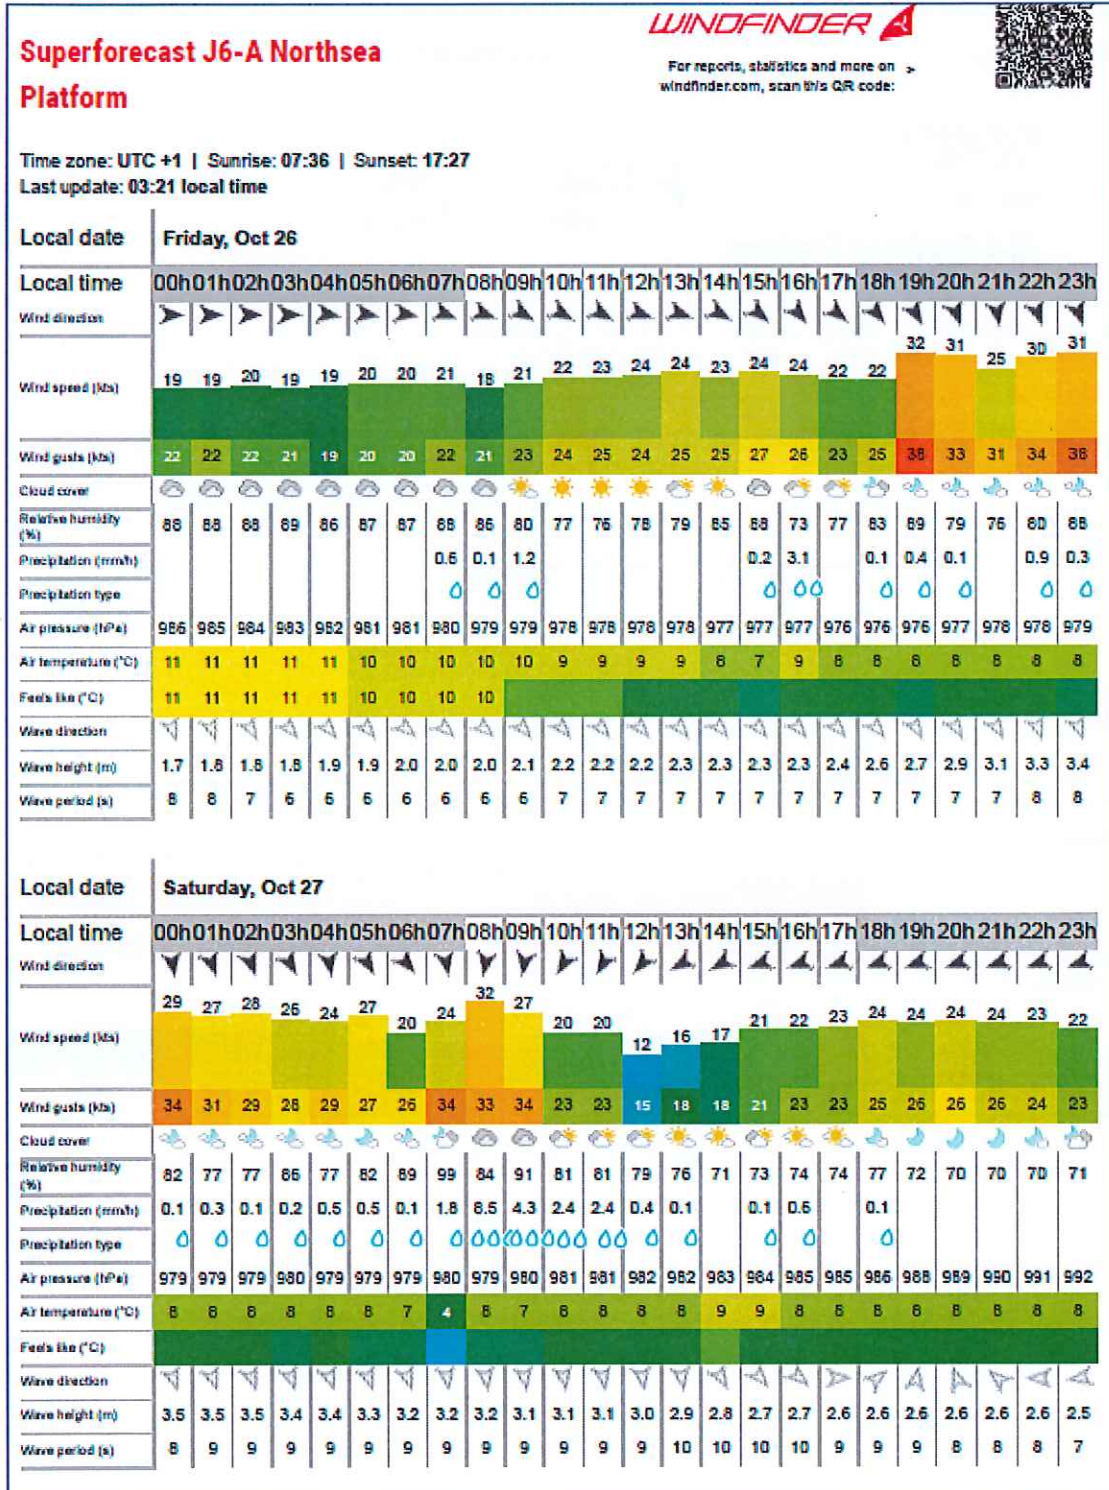 WINDFINDER
Superforecast J6-A Northsea
Platform
For reports, statistics and more on >
windfinder.com, scan this QR code:
Time zone: UTC +1 | Sunrise: 07:36 | Sunset: 17:27
Last update: 03:21 local time
Local date Friday, Oct 26
Local time 00h 01h 02h 03h 04h 05h 06h 07h 08h 09h 10h 11h 12h 13h 14h 15h 16h 17h 18h 19h 20h 21h 22h 23h
Wind direction
Wind speed (kts) 19 19 20 19 19 20 20 21 18 21 22 23 24 24 23 24 24 22 22 32 31 25 30 31
Wind gusts (kts) 22 22 22 21 19 20 20 22 21 23 24 25 24 25 25 27 26 23 25 38 33 31 34 38
Cloud cover
Relative humidity
(%) 88 88 88 89 86 87 87 88 86 80 77 76 78 79 85 88 73 77 83 89 79 76 80 88
Precipitation (mm/h) 0.6 0.1 1.2 0.2 3.1 0.1 0.4 0.1 0.9 0.3
Precipitation type
Air pressure (hPa) 986 985 984 983 982 981 981 980 979 979 978 978 978 978 977 977 977 976 976 976 977 978 978 979
Air temperature (°C) 11 11 11 11 11 10 10 10 10 10 9 9 9 9 8 7 9 8 8 8 8 8 8 8
Feels like (°C) 11 11 11 11 11 10 10 10 10
Wave direction
Wave height (m) 1.7 1.8 1.8 1.8 1.9 1.9 2.0 2.0 2.0 2.1 2.2 2.2 2.2 2.3 2.3 2.3 2.3 2.4 2.6 2.7 2.9 3.1 3.3 3.4
Wave period (s) 8 8 7 6 6 6 6 6 6 6 7 7 7 7 7 7 7 7 7 7 7 7 8 8
Local date Saturday, Oct 27
Local time 00h 01h 02h 03h 04h 05h 06h 07h 08h 09h 10h 11h 12h 13h 14h 15h 16h 17h 18h 19h 20h 21h 22h 23h
Wind direction
Wind speed (kts) 29 27 28 26 24 27 20 24 32 27 20 20 12 16 17 21 22 23 24 24 24 24 23 22
Wind gusts (kts) 34 31 29 28 29 27 26 34 33 34 23 23 15 18 18 21 23 23 25 26 26 26 24 23
Cloud cover
Relative humidity
(%) 82 77 77 86 77 82 89 99 84 91 81 81 79 76 71 73 74 74 77 72 70 70 70 71
Precipitation (mm/h) 0.1 0.3 0.1 0.2 0.5 0.5 0.1 1.8 8.5 4.3 2.4 2.4 0.4 0.1 0.1 0.6 0.1
Precipitation type
Air pressure (hPa) 979 979 979 980 979 979 979 980 979 980 981 981 982 982 983 984 985 985 986 988 989 990 991 992
Air temperature (°C) 8 8 8 8 8 8 7 4 8 7 8 8 8 8 9 9 8 8 8 8 8 8 8 8
Feels like (°C)
Wave direction
Wave height (m) 3.5 3.5 3.5 3.4 3.4 3.3 3.2 3.2 3.2 3.1 3.1 3.1 3.0 2.9 2.8 2.7 2.7 2.6 2.6 2.6 2.6 2.6 2.6 2.5
Wave period (s) 8 9 9 9 9 9 9 9 9 9 9 9 9 10 10 10 10 9 9 9 8 8 8 7